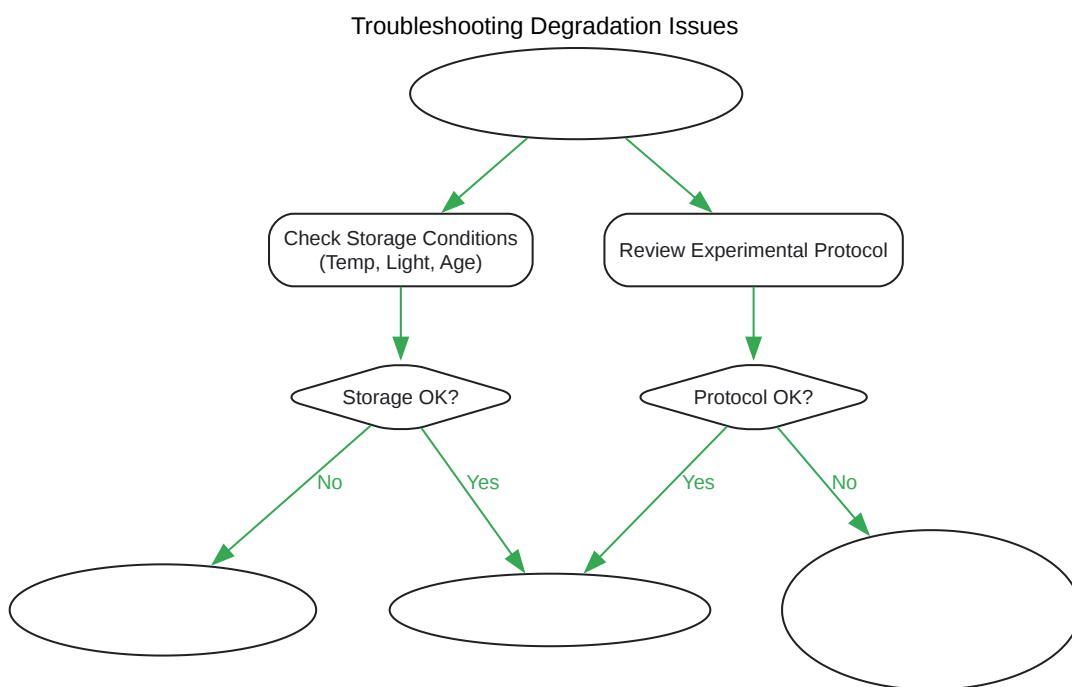 Troubleshooting Degradation Issues
Check Storage Conditions
(Temp, Light, Age)
Review Experimental Protocol
Storage OK?
Protocol OK?
No
Yes
Yes
No